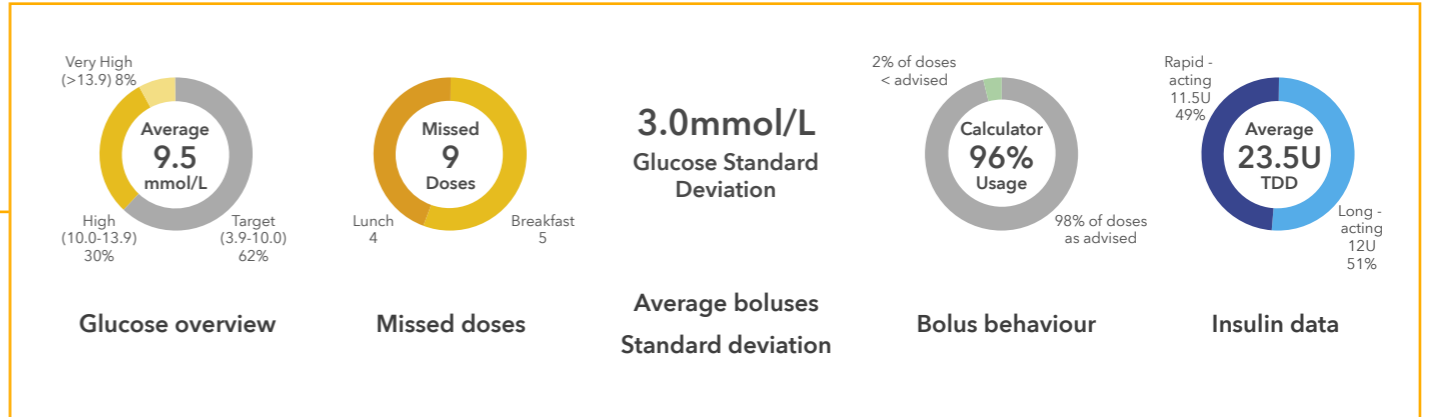 Very High
(>13.9) 8%
Average
9.5
mmol/L
High
(10.0-13.9)
30%
Target
(3.9-10.0)
62%
Glucose overview
Missed
9
Doses
Lunch
4
Breakfast
5
Missed doses
3.0mmol/L
Glucose Standard
Deviation
Average boluses
Standard deviation
2% of doses
< advised
Calculator
96%
Usage
98% of doses
as advised
Bolus behaviour
Rapid -
acting
11.5U
49%
Average
23.5U
TDD
Long -
acting
12U
51%
Insulin data